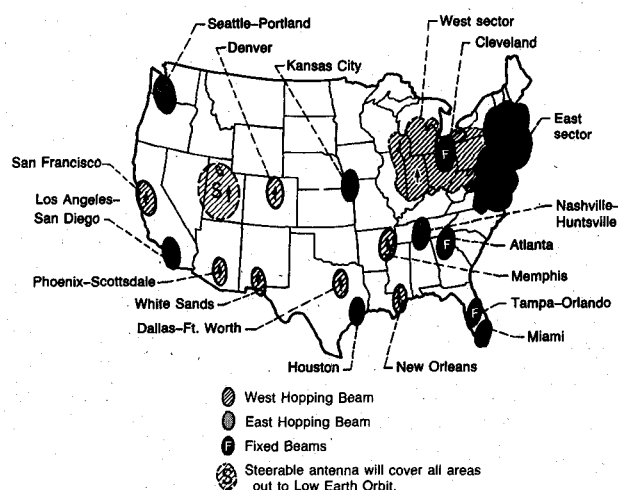 Seattle–Portland
West sector
Denver
Cleveland
Kansas City
East
sector
San Francisco
Los Angeles–
San Diego
Nashville–
Huntsville
Atlanta
Phoenix–Scottsdale
Memphis
White Sands
Tampa–Orlando
Dallas–Ft. Worth
Miami
Houston
New Orleans
F
F
F
S
West Hopping Beam
East Hopping Beam
F Fixed Beams
S Steerable antenna will cover all areas
out to Low Earth Orbit.